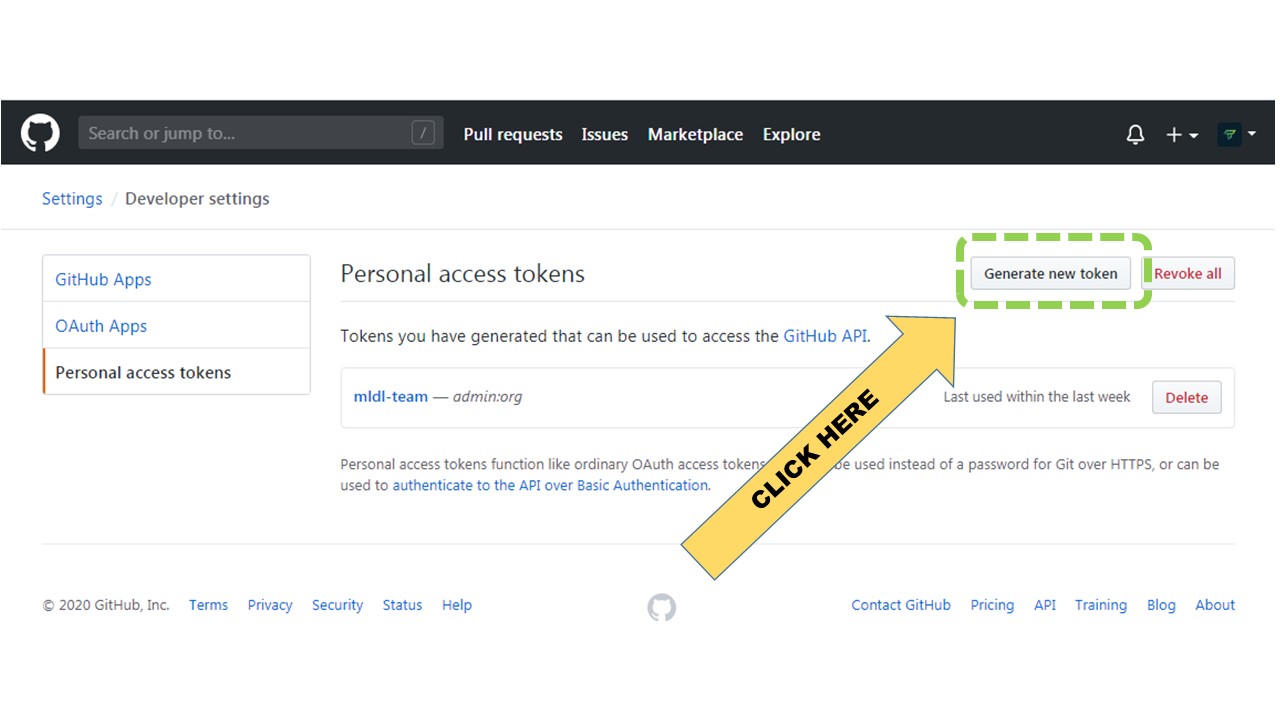 Search or jump to... /
Pull requests Issues Marketplace Explore
Settings / Developer settings
GitHub Apps
OAuth Apps
Personal access tokens
Personal access tokens
Generate new token
Revoke all
Tokens you have generated that can be used to access the GitHub API.
mldl-team — admin:org
Last used within the last week
Delete
CLICK HERE
Personal access tokens function like ordinary OAuth access tokens be used instead of a password for Git over HTTPS, or can be
used to authenticate to the API over Basic Authentication.
© 2020 GitHub, Inc. Terms Privacy Security Status Help
Contact GitHub Pricing API Training Blog About